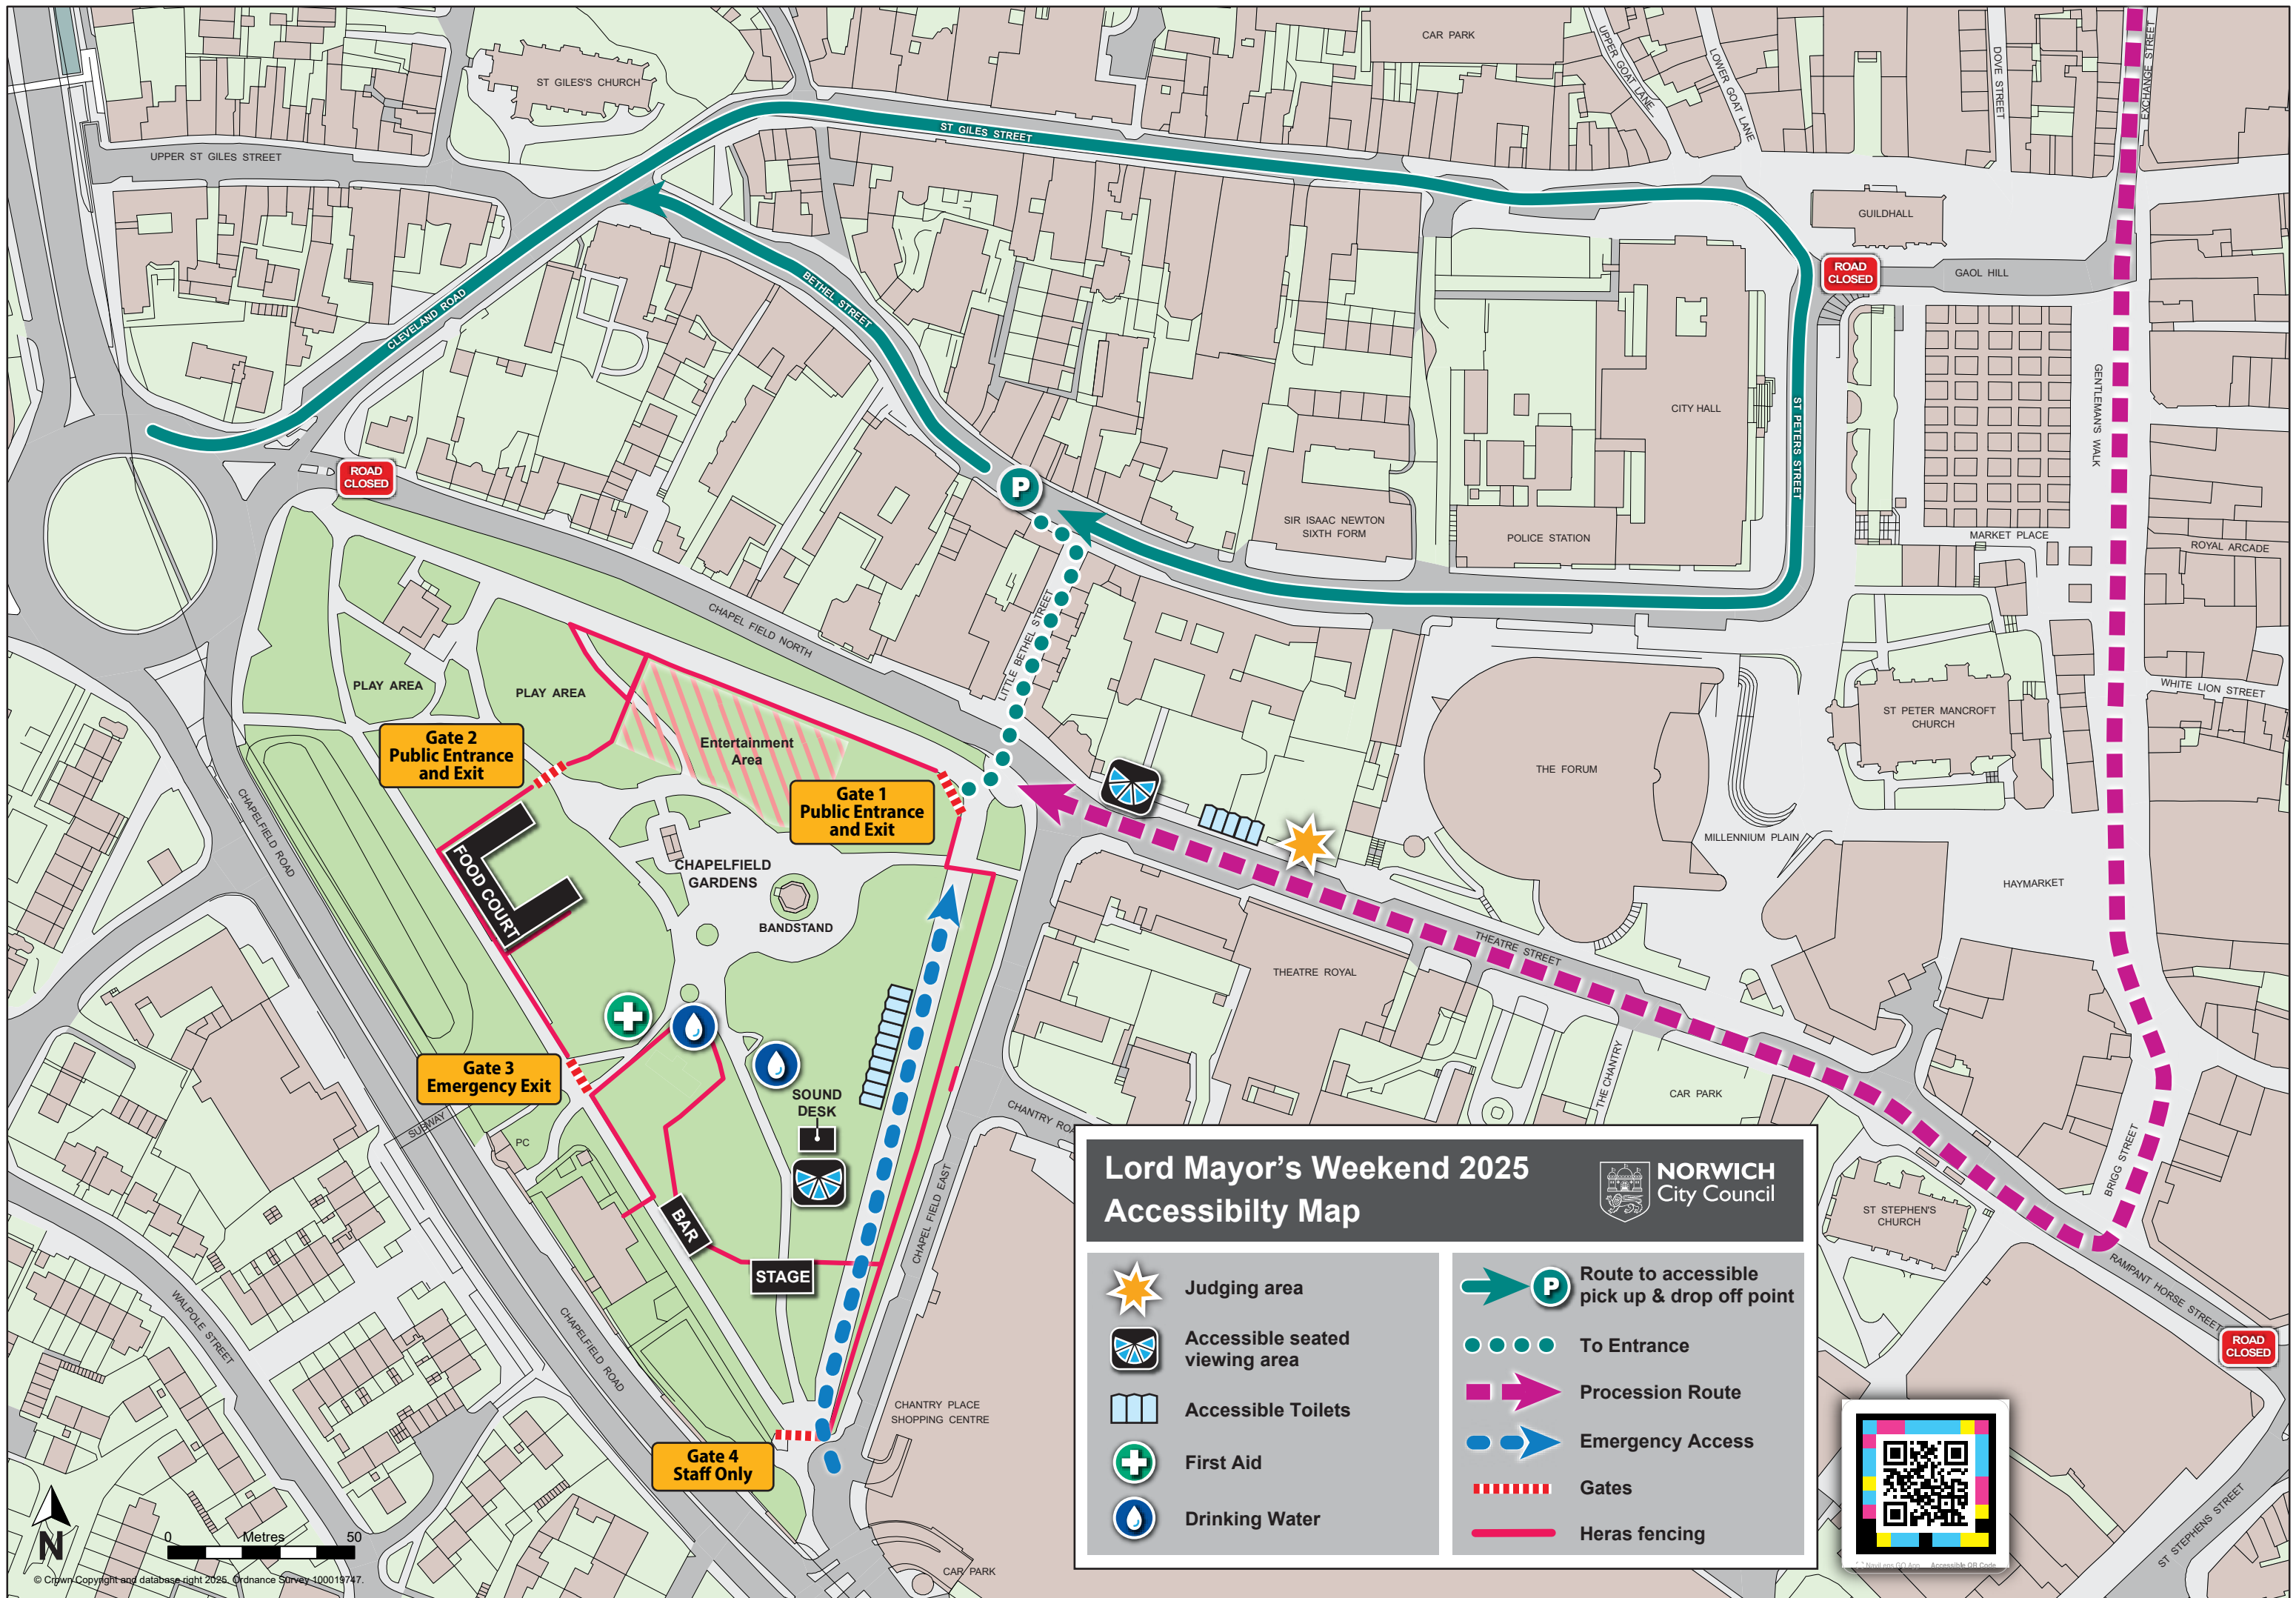 CAR PARK
UPPER GOAT LANE
LOWER GOAT LANE
DOVE STREET
EXCHANGE STREET
ST GILES'S CHURCH
UPPER ST GILES STREET
ST GILES STREET
GUILDHALL
ROAD
CLOSED
GAOL HILL
BETHEL STREET
CLEVELAND ROAD
CITY HALL
ST PETERS STREET
GENTLEMAN'S WALK
ROAD
CLOSED
P
SIR ISAAC NEWTON
SIXTH FORM
POLICE STATION
MARKET PLACE
ROYAL ARCADE
CHAPEL FIELD NORTH
LITTLE BETHEL STREET
PLAY AREA
PLAY AREA
WHITE LION STREET
ST PETER MANCROFT
CHURCH
Gate 2
Public Entrance
and Exit
Entertainment
Area
THE FORUM
Gate 1
Public Entrance
and Exit
CHAPELFIELD ROAD
MILLENNIUM PLAIN
FOOD COURT
CHAPELFIELD
GARDENS
HAYMARKET
BANDSTAND
THEATRE STREET
THEATRE ROYAL
Gate 3
Emergency Exit
SOUND
DESK
THE CHANTRY
CAR PARK
CHANTRY ROA
SUBWAY
PC
BRIGG STREET
CHAPEL FIELD EAST
BAR
ST STEPHEN'S
CHURCH
STAGE
RAMPANT HORSE STREET
WALPOLE STREET
CHAPELFIELD ROAD
ROAD
CLOSED
CHANTRY PLACE
SHOPPING CENTRE
Gate 4
Staff Only
ST STEPHENS STREET
CAR PARK
Lord Mayor's Weekend 2025
Accessibilty Map
NORWICH
City Council
Judging area
Accessible seated
viewing area
Accessible Toilets
First Aid
Drinking Water
P
Route to accessible
pick up & drop off point
To Entrance
Procession Route
Emergency Access
Gates
Heras fencing
NaviLens GO App Accessible QR Code
N
0 Metres 50
© Crown Copyright and database right 2025. Ordnance Survey 100019747.